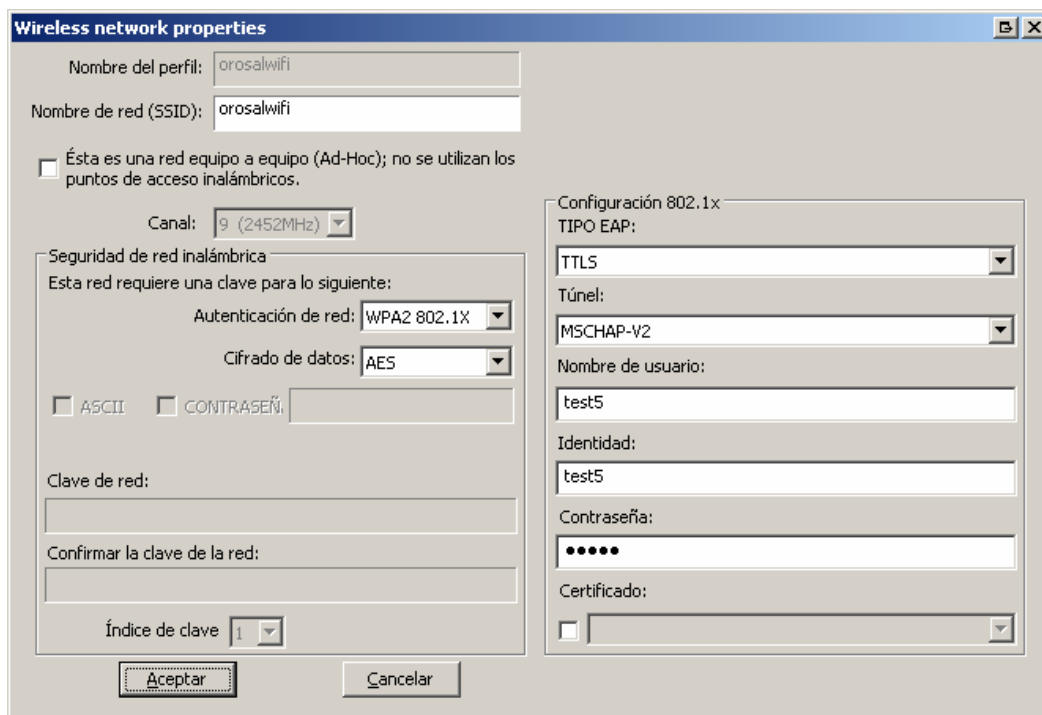 Wireless network properties
Nombre del perfil: orosalwifi
Nombre de red (SSID): orosalwifi
Ésta es una red equipo a equipo (Ad-Hoc); no se utilizan los
puntos de acceso inalámbricos.
Canal: 9 (2452MHz)
Seguridad de red inalámbrica
Esta red requiere una clave para lo siguiente:
Autenticación de red: WPA2 802.1X
Cifrado de datos: AES
ASCII CONTRASEÑ
Clave de red:
Confirmar la clave de la red:
Índice de clave 1
Configuración 802.1x
TIPO EAP:
TTLS
Túnel:
MSCHAP-V2
Nombre de usuario:
test5
Identidad:
test5
Contraseña:
•••••
Certificado:
Aceptar Cancelar